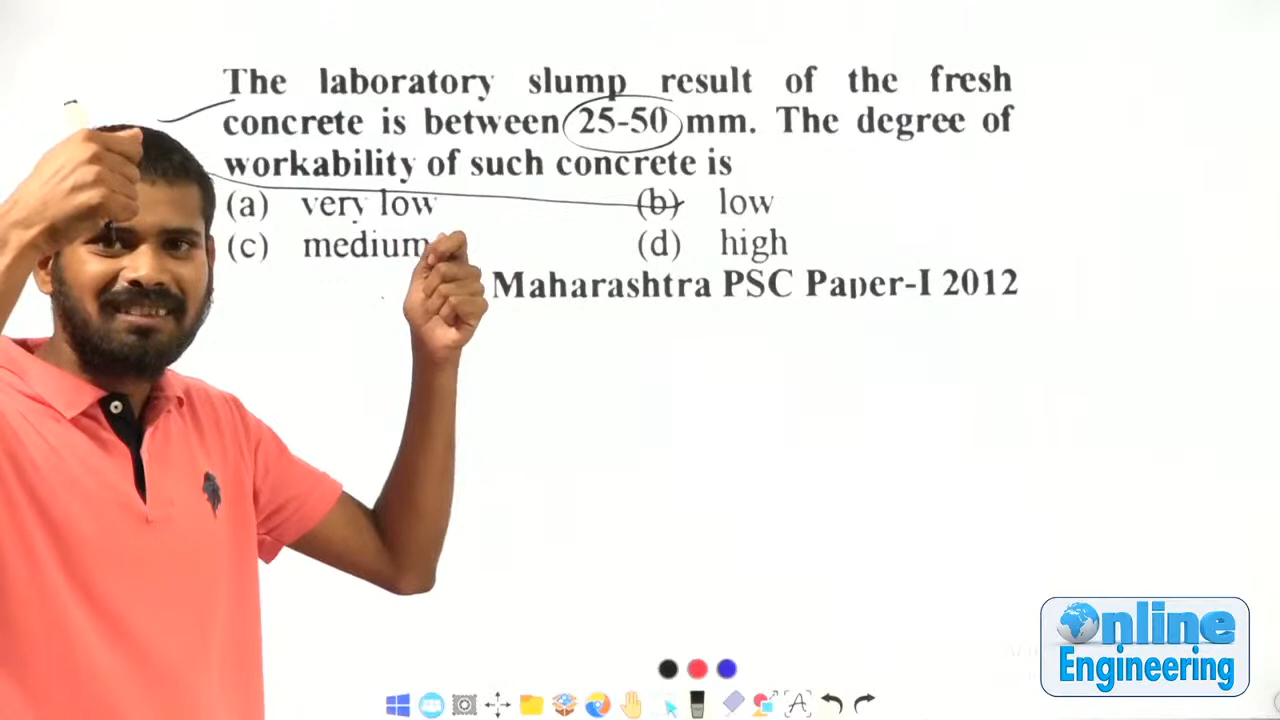 The laboratory slump result of the fresh
concrete is between 25-50 mm. The degree of
workability of such concrete is
(a) very low (b) low
(c) medium (d) high
Maharashtra PSC Paper-I 2012
Online
Engineering